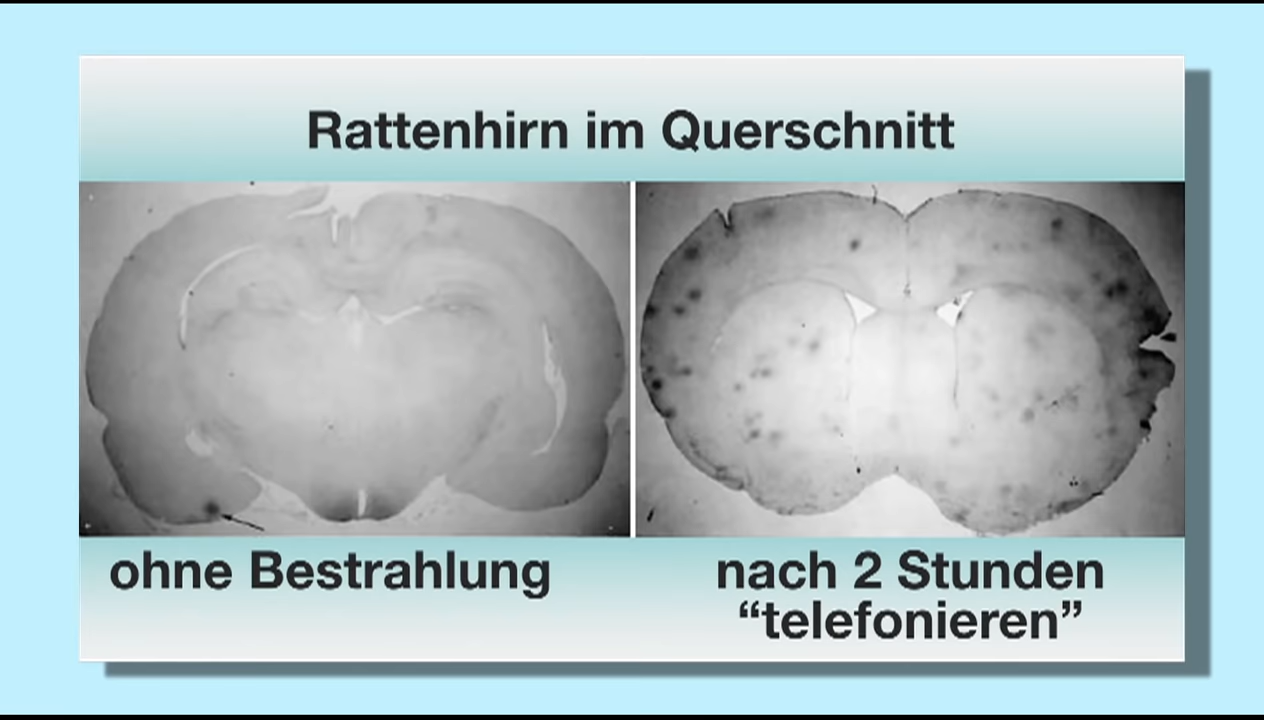 Rattenhirn im Querschnitt
ohne Bestrahlung
nach 2 Stunden
“telefonieren”